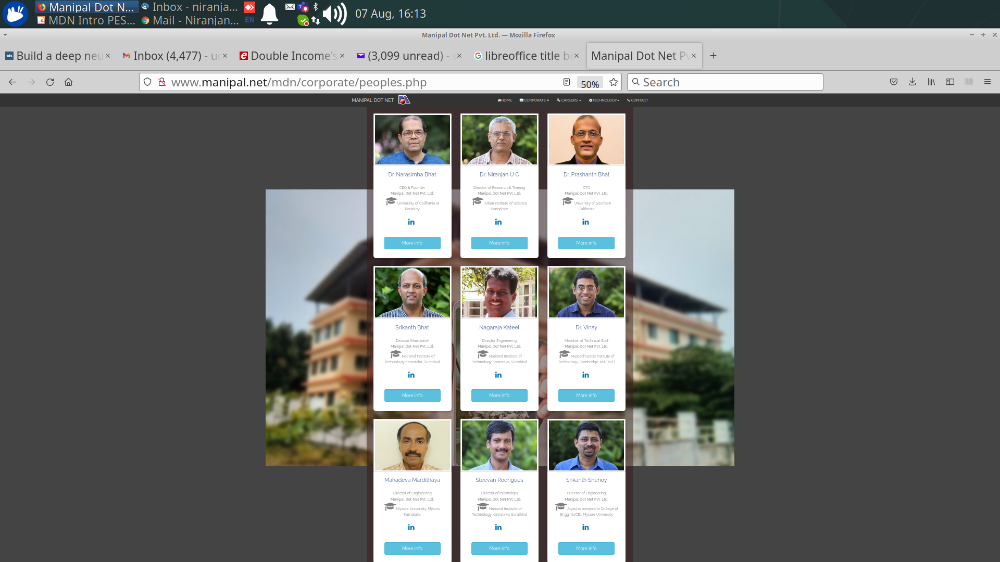 Manipal Dot N...
Inbox - niranja...
MDN Intro PES...
Mail - Niranjan...
EN
07 Aug, 16:13
Manipal Dot Net Pvt. Ltd. — Mozilla Firefox
tds Build a deep neu
Inbox (4,477) - uc
Double Income's
(3,099 unread) -
libreoffice title bo
Manipal Dot Net Pv
www.manipal.net/mdn/corporate/peoples.php
50%
Search
MANIPAL DOT NET
HOME
CORPORATE
CAREERS
TECHNOLOGY
CONTACT
Dr. Narasimha Bhat
CEO & Founder
Manipal Dot Net Pvt. Ltd.
University of California at
Berkeley
in
More info
Dr. Niranjan U C
Director of Research & Training
Manipal Dot Net Pvt. Ltd.
Indian Institute of Science
Bangalore
in
More info
Dr. Prashanth Bhat
CTO
Manipal Dot Net Pvt. Ltd.
University of Southern
California
in
More info
Srikanth Bhat
Director (Hardware)
Manipal Dot Net Pvt. Ltd.
National Institute of
Technology Karnataka, Surathkal
in
More info
Nagaraja Kateel
Director Engineering
Manipal Dot Net Pvt. Ltd.
National Institute of
Technology Karnataka, Surathkal
in
More info
Dr. Vinay
Member of Technical Staff
Manipal Dot Net Pvt. Ltd.
Massachusetts Institute of
Technology, Cambridge, MA (MIT)
in
More info
Mahadeva Mardithaya
Director of Engineering
Manipal Dot Net Pvt. Ltd.
Mysore University, Mysuru
Karnataka
in
More info
Steevan Rodrigues
Director of Internships
Manipal Dot Net Pvt. Ltd.
National Institute of
Technology Karnataka, Surathkal
in
More info
Srikanth Shenoy
Director of Engineering
Manipal Dot Net Pvt. Ltd.
Jayachamarajendra College of
Engg. (SJCE), Mysore University
in
More info